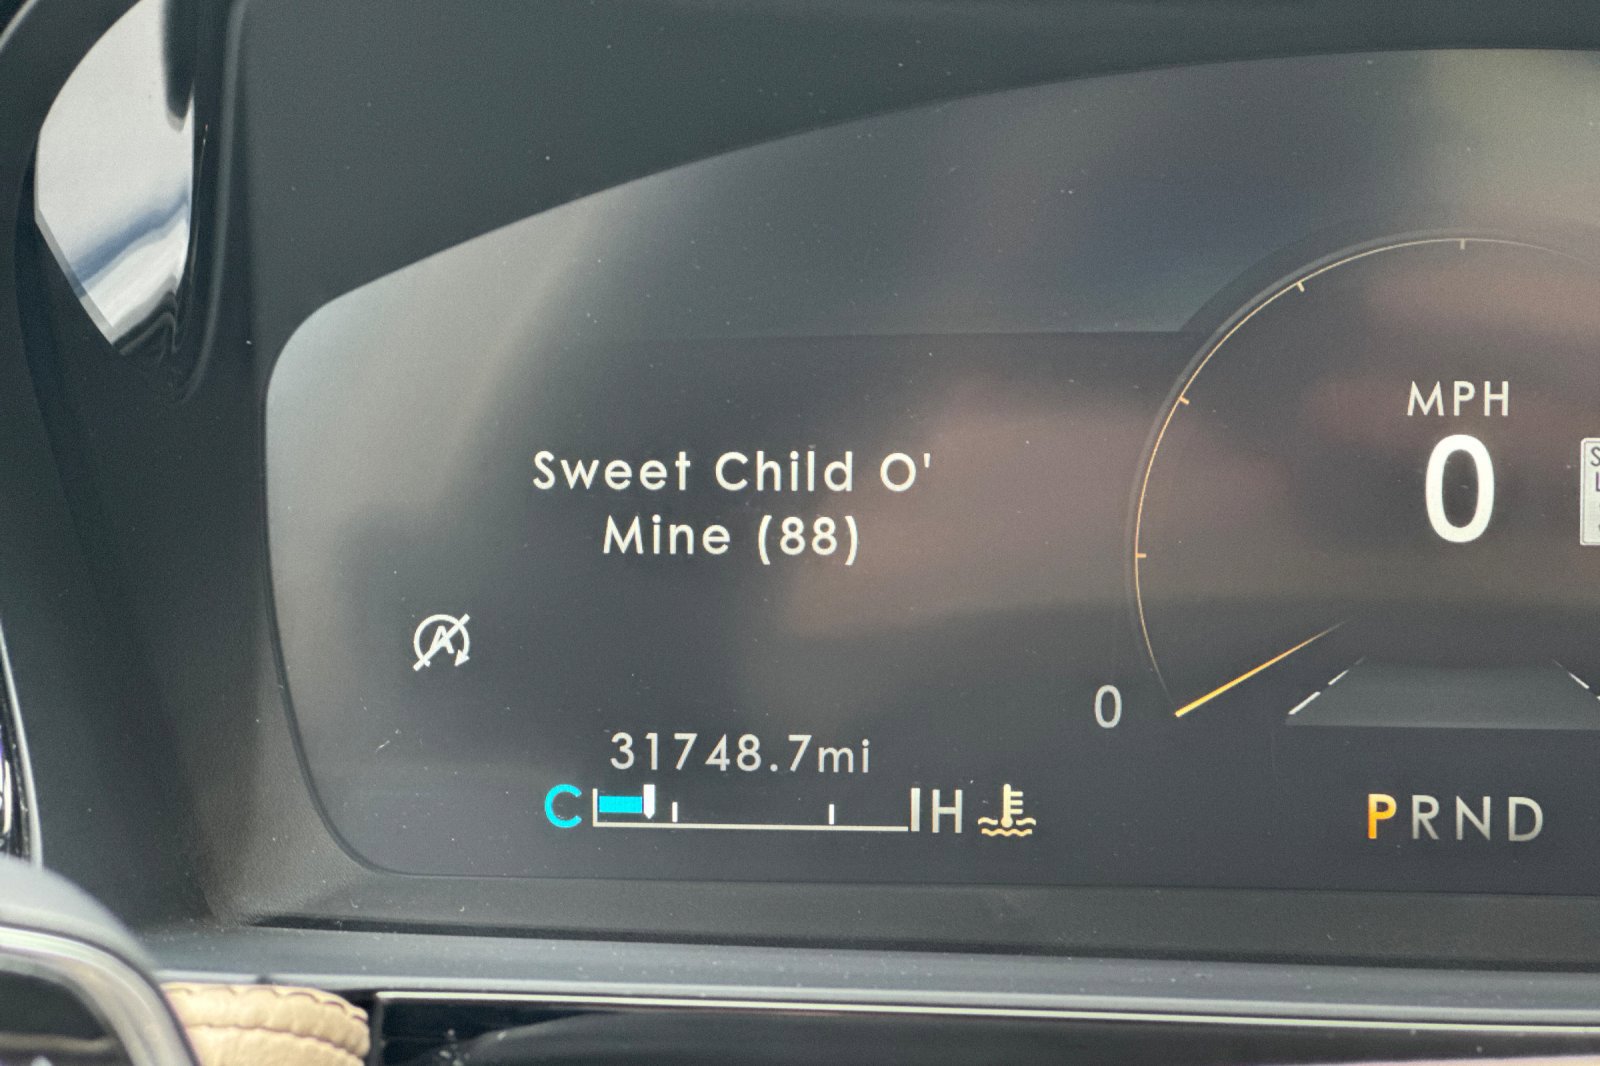 Sweet Child O'
Mine (88)
MPH
0
0
31748.7mi
C H
PRND